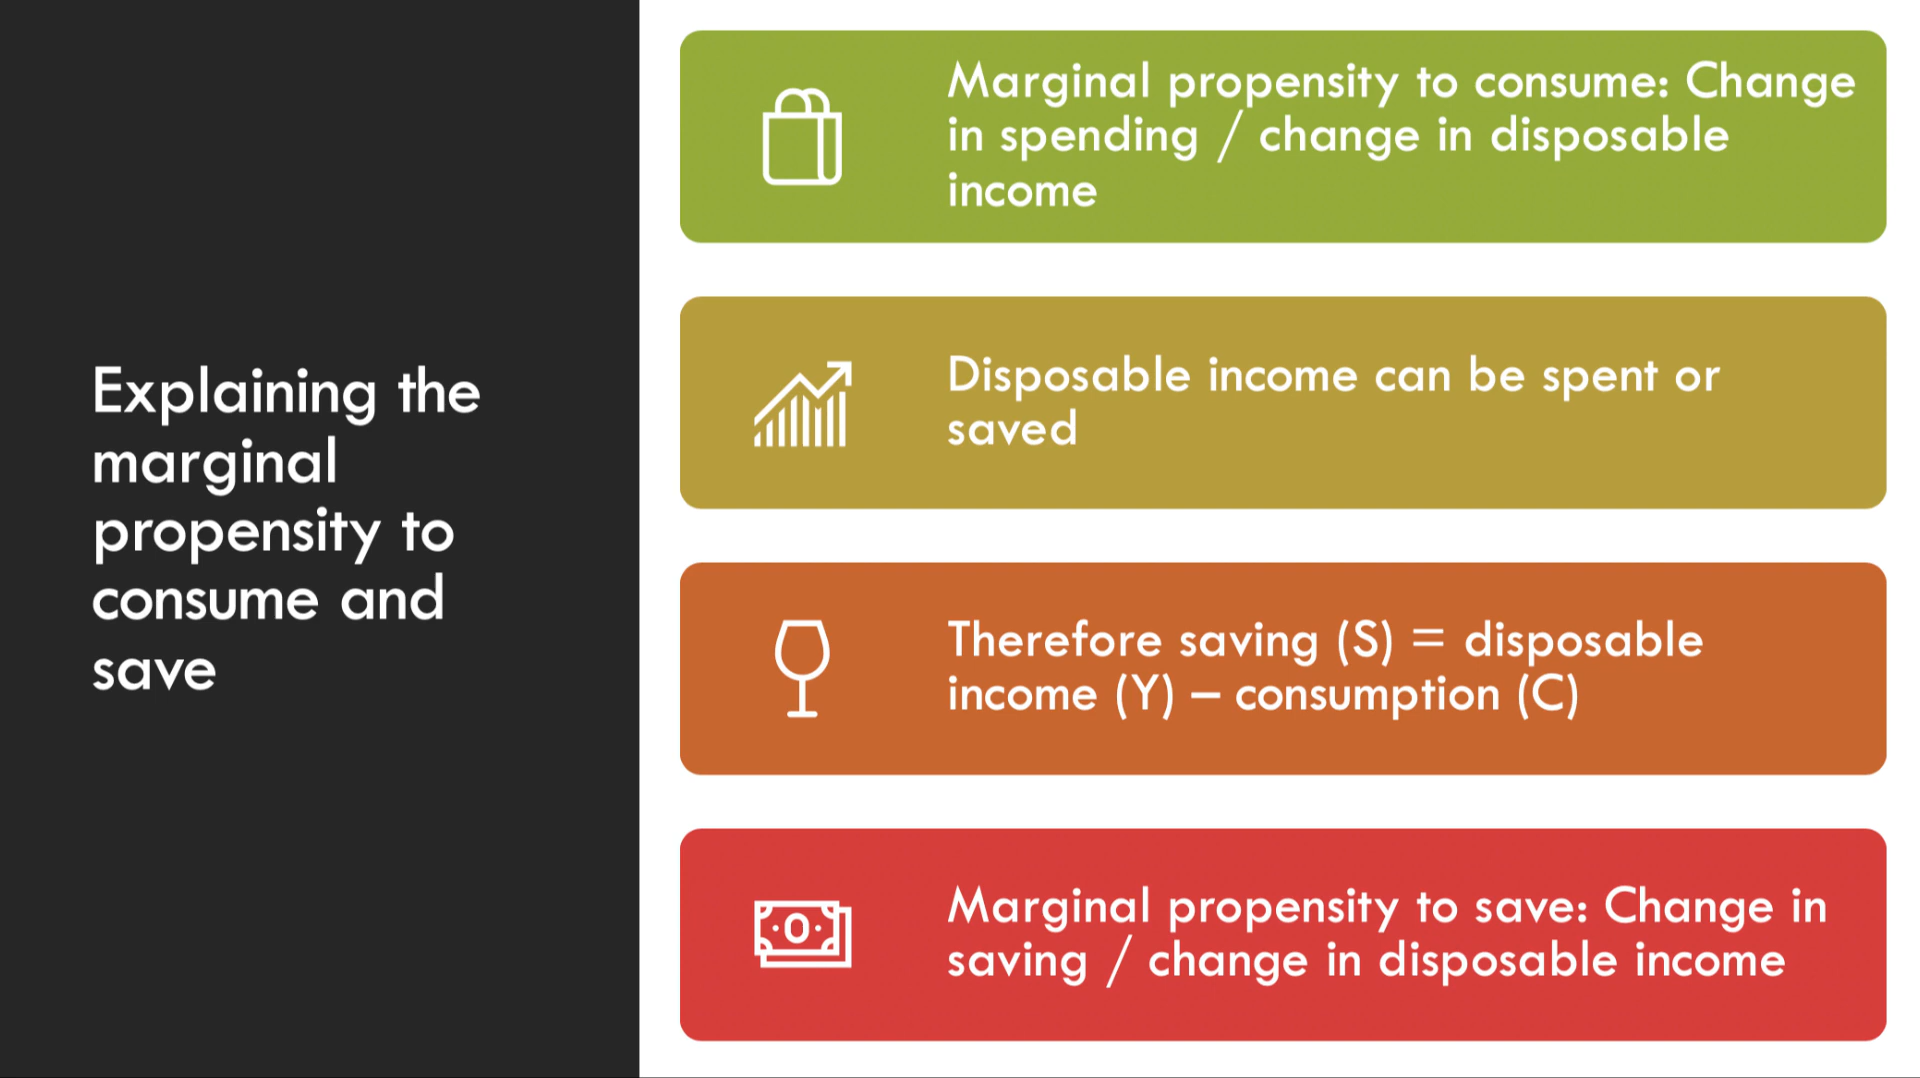 Explaining the
marginal
propensity to
consume and
save
Marginal propensity to consume: Change
in spending / change in disposable
income
Disposable income can be spent or
saved
Therefore saving (S) = disposable
income (Y) – consumption (C)
Marginal propensity to save: Change in
saving / change in disposable income